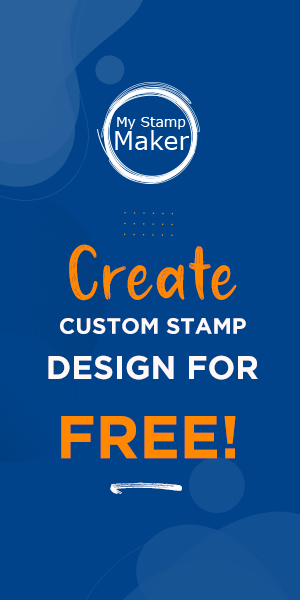 My Stamp
Maker
Create
CUSTOM STAMP
DESIGN FOR
FREE!